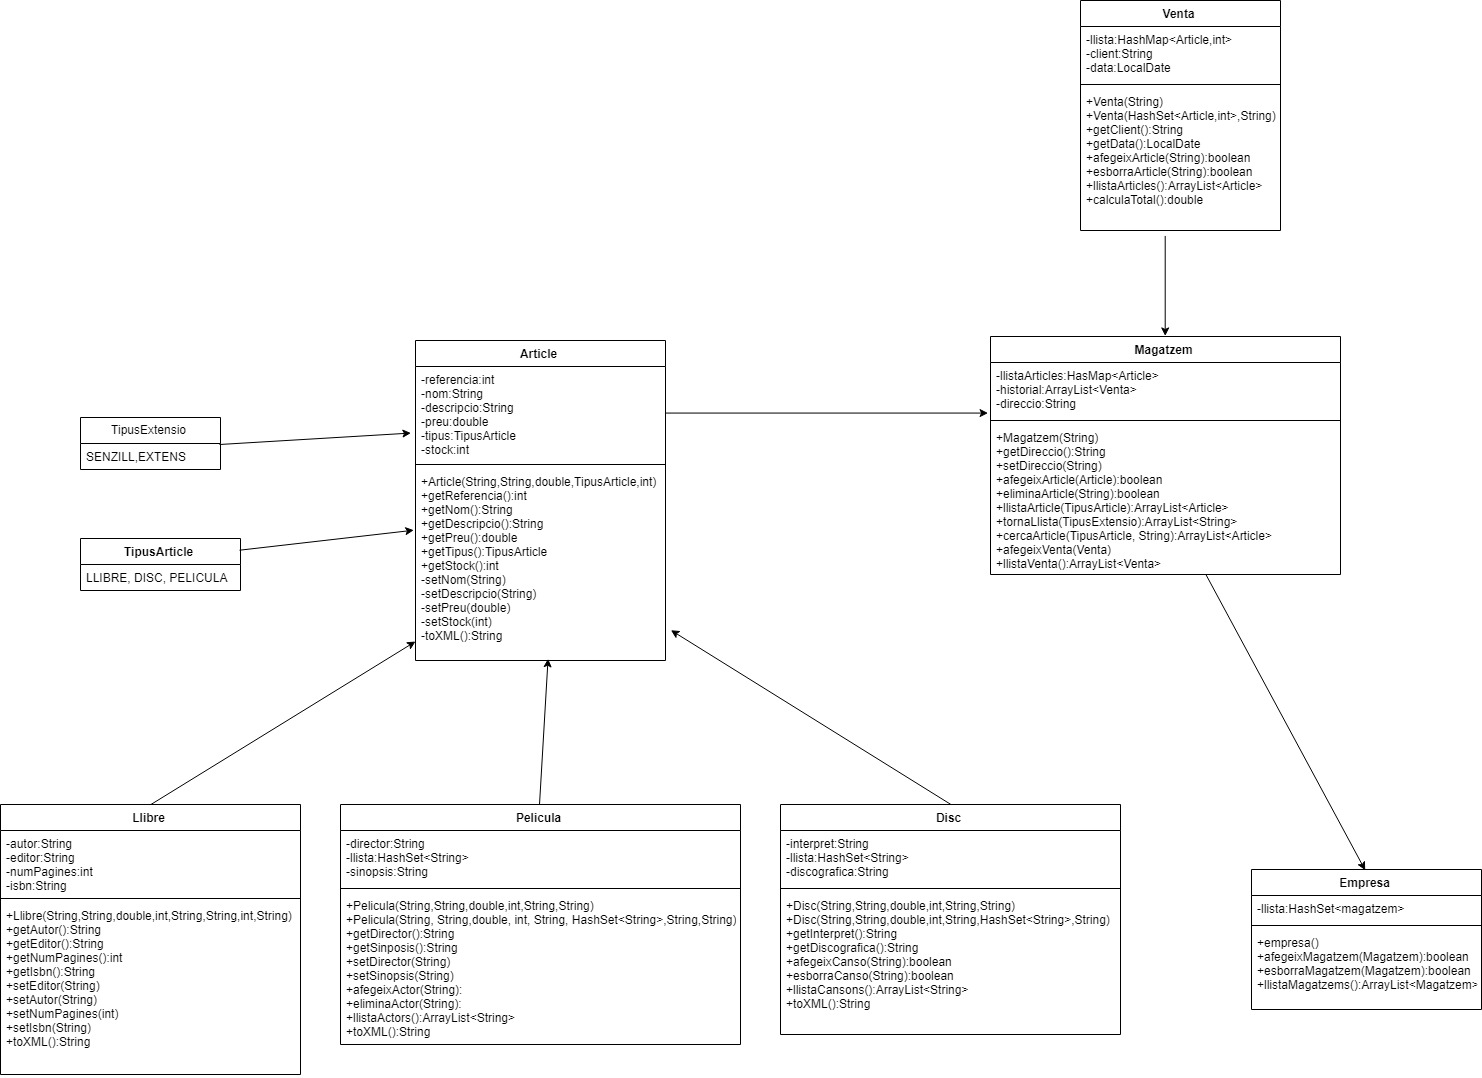 Venta
-llista:HashMap<Article,int>
-client:String
-data:LocalDate
+Venta(String)
+Venta(HashSet<Article,int>,String)
+getClient():String
+getData():LocalDate
+afegeixArticle(String):boolean
+esborraArticle(String):boolean
+llistaArticles():ArrayList<Article>
+calculaTotal():double
TipusExtensio
SENZILL,EXTENS
TipusArticle
LLIBRE, DISC, PELICULA
Article
-referencia:int
-nom:String
-descripcio:String
-preu:double
-tipus:TipusArticle
-stock:int
+Article(String,String,double,TipusArticle,int)
+getReferencia():int
+getNom():String
+getDescripcio():String
+getPreu():double
+getTipus():TipusArticle
+getStock():int
-setNom(String)
-setDescripcio(String)
-setPreu(double)
-setStock(int)
-toXML():String
Magatzem
-llistaArticles:HasMap<Article>
-historial:ArrayList<Venta>
-direccio:String
+Magatzem(String)
+getDireccio():String
+setDireccio(String)
+afegeixArticle(Article):boolean
+eliminaArticle(String):boolean
+llistaArticle(TipusArticle):ArrayList<Article>
+tornaLlista(TipusExtensio):ArrayList<String>
+cercaArticle(TipusArticle, String):ArrayList<Article>
+afegeixVenta(Venta)
+llistaVenta():ArrayList<Venta>
Llibre
-autor:String
-editor:String
-numPagines:int
-isbn:String
+Llibre(String,String,double,int,String,String,int,String)
+getAutor():String
+getEditor():String
+getNumPagines():int
+getIsbn():String
+setEditor(String)
+setAutor(String)
+setNumPagines(int)
+setIsbn(String)
+toXML():String
Pelicula
-director:String
-llista:HashSet<String>
-sinopsis:String
+Pelicula(String,String,double,int,String,String)
+Pelicula(String, String,double, int, String, HashSet<String>,String,String)
+getDirector():String
+getSinposis():String
+setDirector(String)
+setSinopsis(String)
+afegeixActor(String):
+eliminaActor(String):
+llistaActors():ArrayList<String>
+toXML():String
Disc
-interpret:String
-llista:HashSet<String>
-discografica:String
+Disc(String,String,double,int,String,String)
+Disc(String,String,double,int,String,HashSet<String>,String)
+getInterpret():String
+getDiscografica():String
+afegeixCanso(String):boolean
+esborraCanso(String):boolean
+llistaCansons():ArrayList<String>
+toXML():String
Empresa
-llista:HashSet<magatzem>
+empresa()
+afegeixMagatzem(Magatzem):boolean
+esborraMagatzem(Magatzem):boolean
+llistaMagatzems():ArrayList<Magatzem>